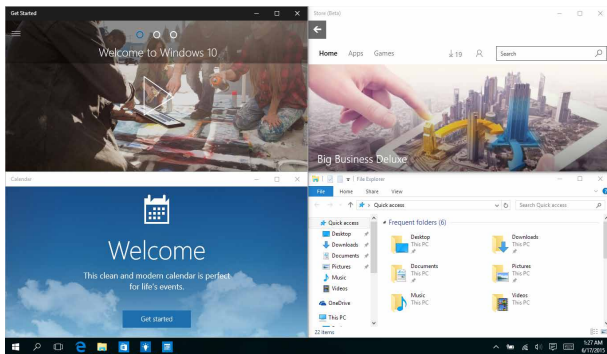 Get Started
Welcome to Windows 10
Store (Beta)
Home Apps Games 19 Search
Big Business Deluxe
Calendar
Welcome
This clean and modern calendar is perfect
for life's events.
Get started
File Explorer
File Home Share View
Quick access
Search Quick access
Quick access
Desktop
Downloads
Documents
Pictures
Music
Videos
OneDrive
This PC
22 items
Frequent folders (6)
Desktop
This PC
Downloads
This PC
Documents
This PC
Pictures
This PC
Music
This PC
Videos
This PC
1:27 AM
6/17/2015